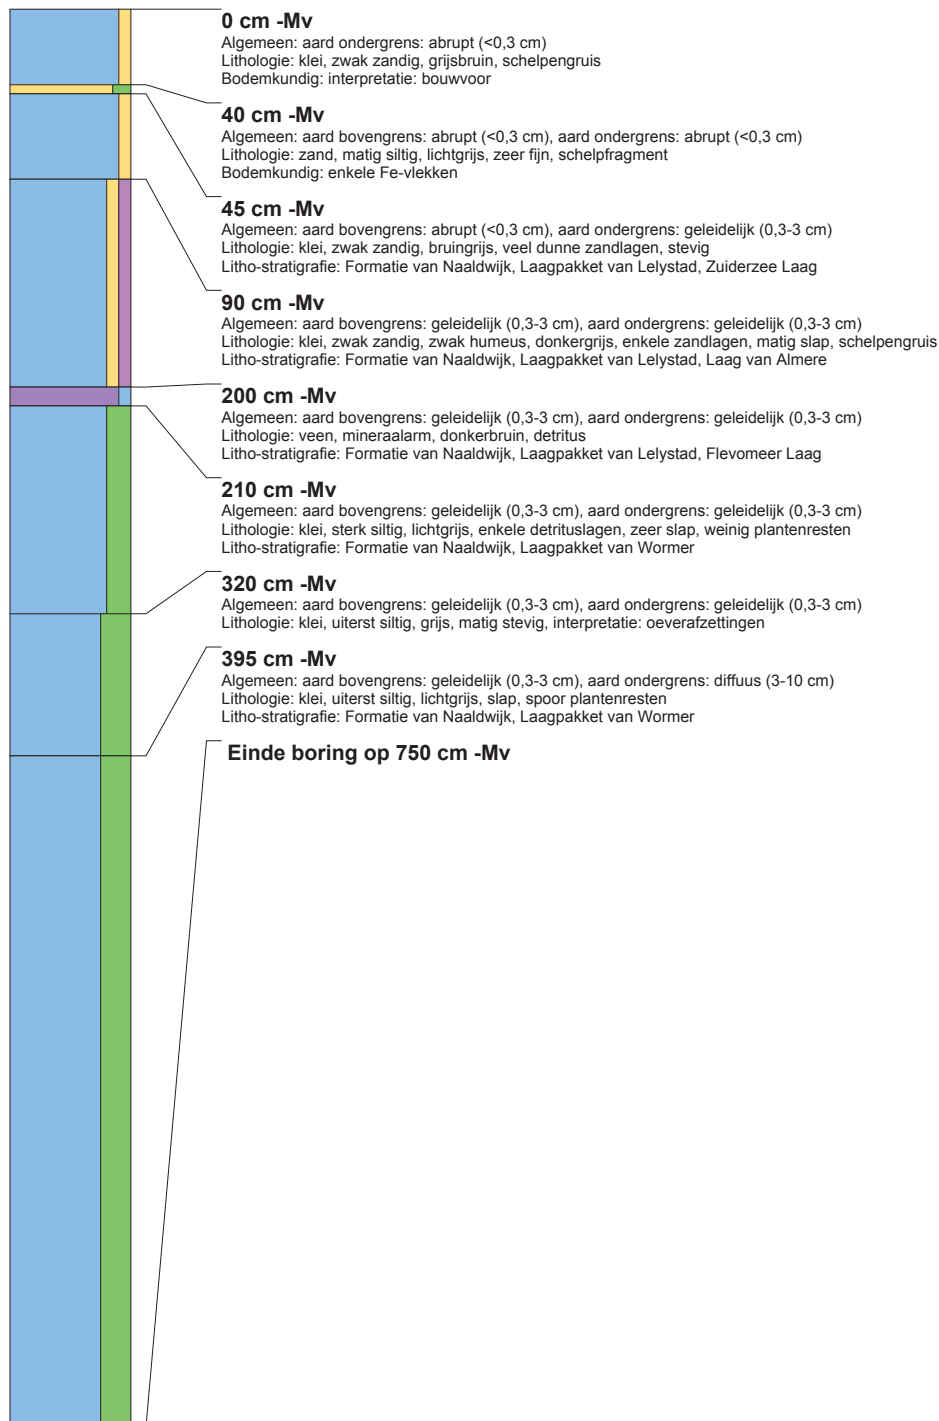 0 cm -Mv
Algemeen: aard ondergrens: abrupt (<0,3 cm)
Lithologie: klei, zwak zandig, grijsbruin, schelpengruis
Bodemkundig: interpretatie: bouwvoor
40 cm -Mv
Algemeen: aard bovengrens: abrupt (<0,3 cm), aard ondergrens: abrupt (<0,3 cm)
Lithologie: zand, matig siltig, lichtgrijs, zeer fijn, schelpfragment
Bodemkundig: enkele Fe-vlekken
45 cm -Mv
Algemeen: aard bovengrens: abrupt (<0,3 cm), aard ondergrens: geleidelijk (0,3-3 cm)
Lithologie: klei, zwak zandig, bruingrijs, veel dunne zandlagen, stevig
Litho-stratigrafie: Formatie van Naaldwijk, Laagpakket van Lelystad, Zuiderzee Laag
90 cm -Mv
Algemeen: aard bovengrens: geleidelijk (0,3-3 cm), aard ondergrens: geleidelijk (0,3-3 cm)
Lithologie: klei, zwak zandig, zwak humeus, donkergrijs, enkele zandlagen, matig slap, schelpengruis
Litho-stratigrafie: Formatie van Naaldwijk, Laagpakket van Lelystad, Laag van Almere
200 cm -Mv
Algemeen: aard bovengrens: geleidelijk (0,3-3 cm), aard ondergrens: geleidelijk (0,3-3 cm)
Lithologie: veen, mineraalarm, donkerbruin, detritus
Litho-stratigrafie: Formatie van Naaldwijk, Laagpakket van Lelystad, Flevomeer Laag
210 cm -Mv
Algemeen: aard bovengrens: geleidelijk (0,3-3 cm), aard ondergrens: geleidelijk (0,3-3 cm)
Lithologie: klei, sterk siltig, lichtgrijs, enkele detrituslagen, zeer slap, weinig plantenresten
Litho-stratigrafie: Formatie van Naaldwijk, Laagpakket van Wormer
320 cm -Mv
Algemeen: aard bovengrens: geleidelijk (0,3-3 cm), aard ondergrens: geleidelijk (0,3-3 cm)
Lithologie: klei, uiterst siltig, grijs, matig stevig, interpretatie: oeverafzettingen
395 cm -Mv
Algemeen: aard bovengrens: geleidelijk (0,3-3 cm), aard ondergrens: diffuus (3-10 cm)
Lithologie: klei, uiterst siltig, lichtgrijs, slap, spoor plantenresten
Litho-stratigrafie: Formatie van Naaldwijk, Laagpakket van Wormer
Einde boring op 750 cm -Mv